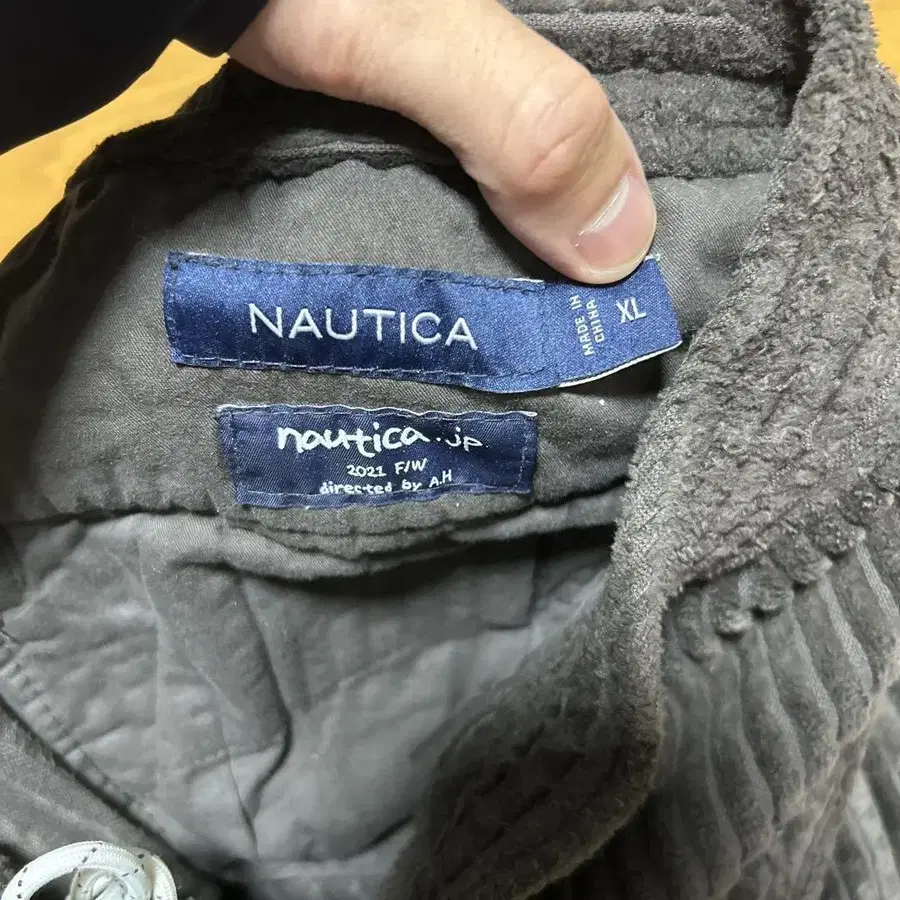 NAUTICA
MADE IN
CHINA
XL
nautica.jp
2021 F/W
directed by A.H